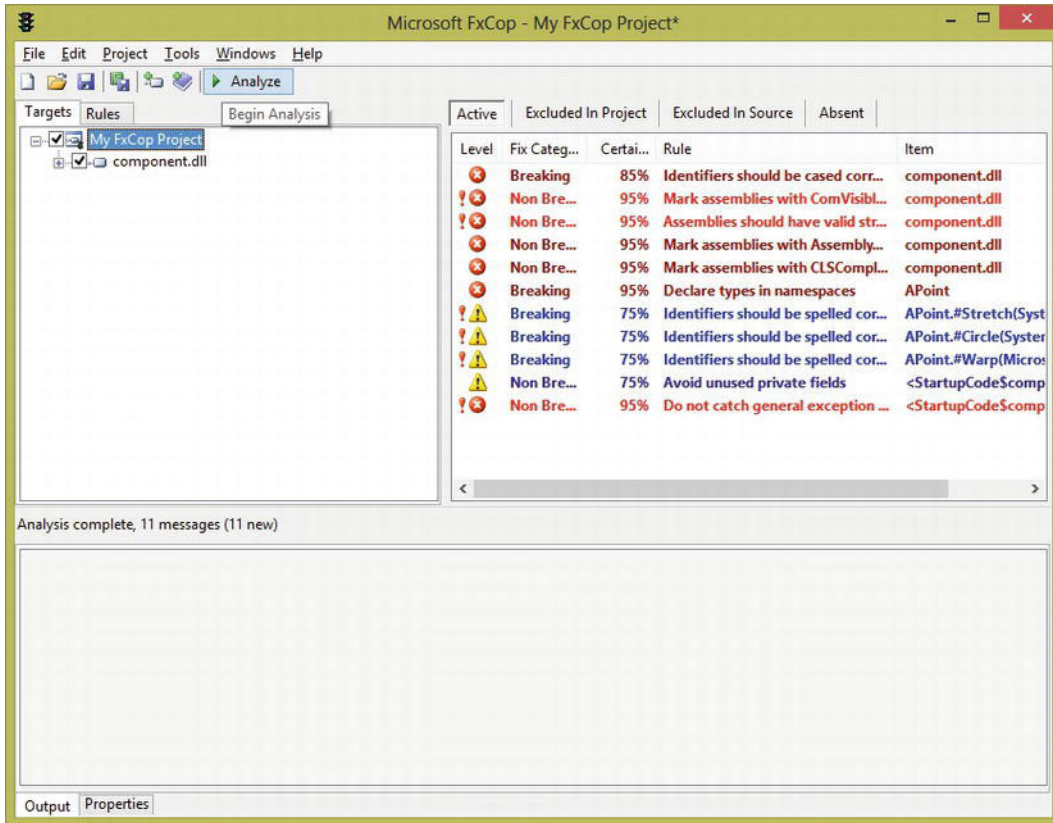 Microsoft FxCop - My FxCop Project*
File Edit Project Tools Windows Help
Analyze
Targets Rules
Begin Analysis
My FxCop Project
component.dll
Active Excluded In Project Excluded In Source Absent
Level Fix Categ... Certai... Rule Item
Breaking 85% Identifiers should be cased corr... component.dll
Non Bre... 95% Mark assemblies with ComVisibl... component.dll
Non Bre... 95% Assemblies should have valid str... component.dll
Non Bre... 95% Mark assemblies with Assembly... component.dll
Non Bre... 95% Mark assemblies with CLSCompl... component.dll
Breaking 95% Declare types in namespaces APoint
Breaking 75% Identifiers should be spelled cor... APoint.#Stretch(Syst
Breaking 75% Identifiers should be spelled cor... APoint.#Circle(System
Breaking 75% Identifiers should be spelled cor... APoint.#Warp(Micros
Non Bre... 75% Avoid unused private fields <StartupCode$comp
Non Bre... 95% Do not catch general exception ... <StartupCode$comp
Analysis complete, 11 messages (11 new)
Output Properties